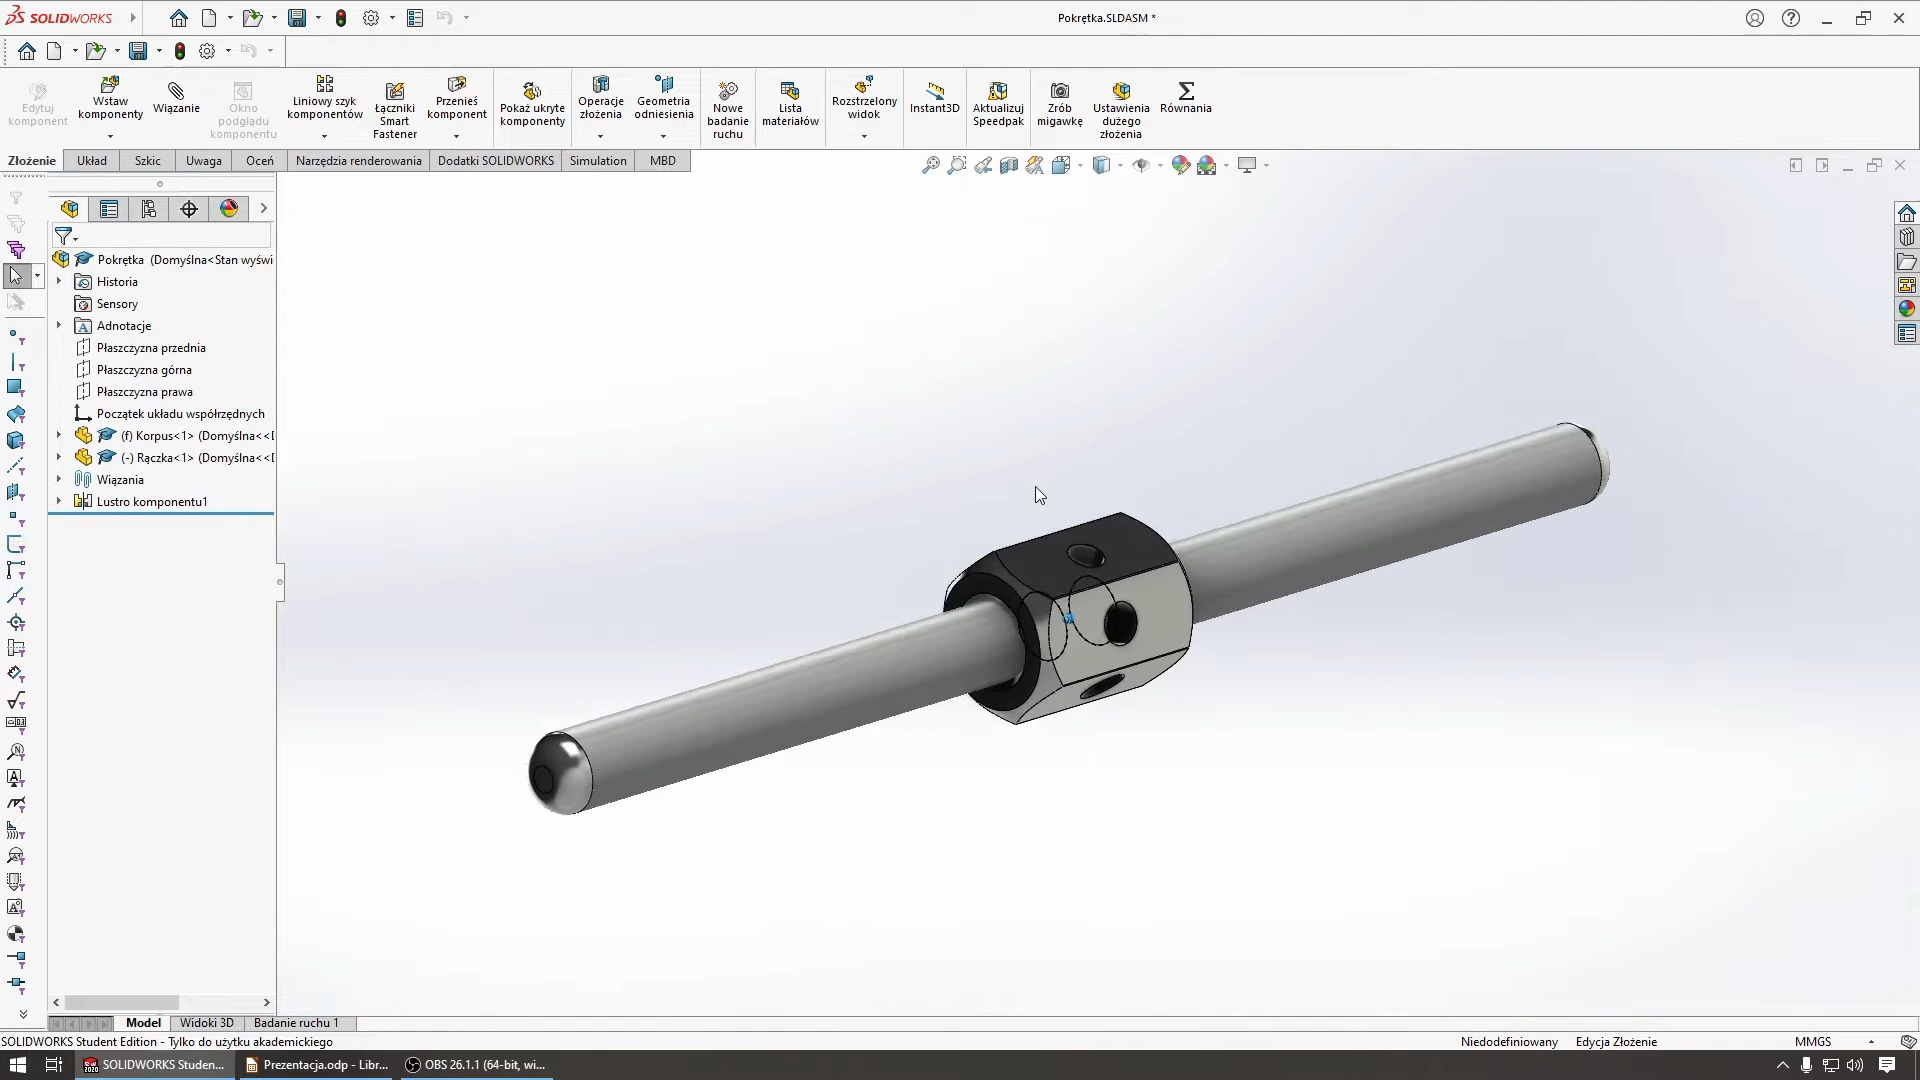 SOLIDWORKS
Pokrętka.SLDASM *
Edytuj komponent
Wstaw komponenty
Wiązanie
Okno podglądu komponentu
Liniowy szyk komponentów
Łączniki Smart Fastener
Przenieś komponent
Pokaż ukryte komponenty
Operacje złożenia
Geometria odniesienia
Nowe badanie ruchu
Lista materiałów
Rozstrzelony widok
Instant3D
Aktualizuj Speedpak
Zrób migawkę
Ustawienia dużego złożenia
Równania
Złożenie
Układ
Szkic
Uwaga
Oceń
Narzędzia renderowania
Dodatki SOLIDWORKS
Simulation
MBD
Pokrętka (Domyślna<Stan wyświ
Historia
Sensory
Adnotacje
Płaszczyzna przednia
Płaszczyzna górna
Płaszczyzna prawa
Początek układu współrzędnych
(f) Korpus<1> (Domyślna<<D
(-) Rączka<1> (Domyślna<<D
Wiązania
Lustro komponentu1
Model
Widoki 3D
Badanie ruchu 1
SOLIDWORKS Student Edition - Tylko do użytku akademickiego
Niedodefiniowany
Edycja Złożenie
MMGS
SOLIDWORKS Studen...
Prezentacja.odp - Libr...
OBS 26.1.1 (64-bit, wi...